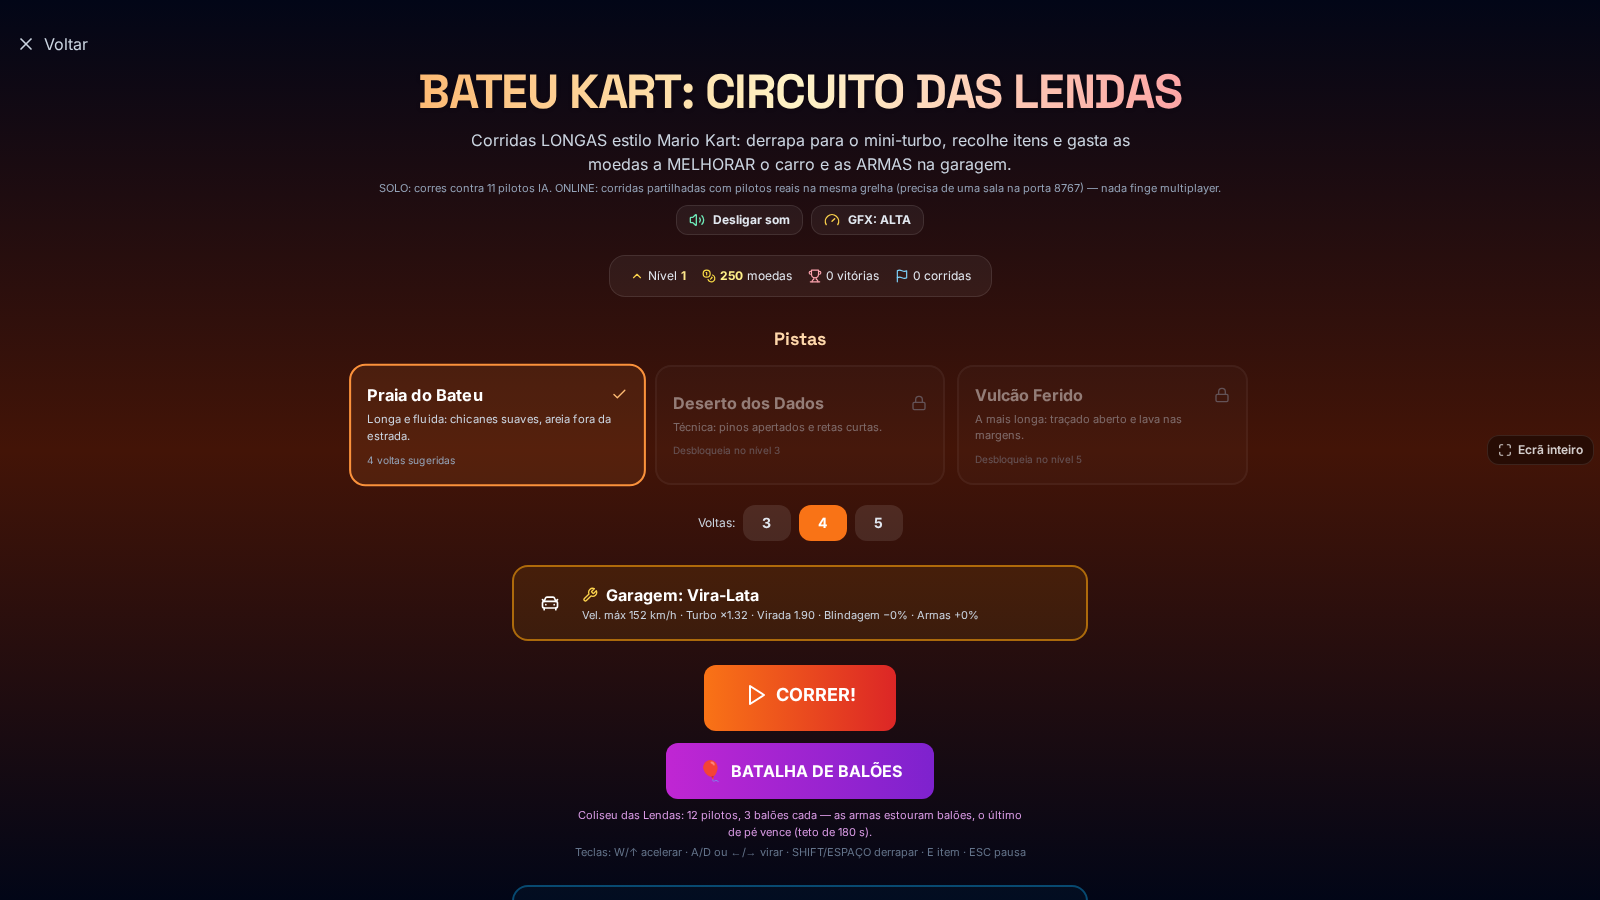 Voltar
BATEU KART: CIRCUITO DAS LENDAS
Corridas LONGAS estilo Mario Kart: derrapa para o mini-turbo, recolhe itens e gasta as
moedas a MELHORAR o carro e as ARMAS na garagem.
SOLO: corres contra 11 pilotos IA. ONLINE: corridas partilhadas com pilotos reais na mesma grelha (precisa de uma sala na porta 8767) — nada finge multiplayer.
Desligar som
GFX: ALTA
Nível 1 250 moedas 0 vitórias 0 corridas
Pistas
Praia do Bateu
Longa e fluida: chicanes suaves, areia fora da
estrada.
4 voltas sugeridas
Deserto dos Dados
Técnica: pinos apertados e retas curtas.
Desbloqueia no nível 3
Vulcão Ferido
A mais longa: traçado aberto e lava nas
margens.
Desbloqueia no nível 5
Ecrã inteiro
Voltas: 3 4 5
Garagem: Vira-Lata
Vel. máx 152 km/h · Turbo ×1.32 · Virada 1.90 · Blindagem −0% · Armas +0%
CORRER!
BATALHA DE BALÕES
Coliseu das Lendas: 12 pilotos, 3 balões cada — as armas estouram balões, o último
de pé vence (teto de 180 s).
Teclas: W/↑ acelerar · A/D ou ←/→ virar · SHIFT/ESPAÇO derrapar · E item · ESC pausa